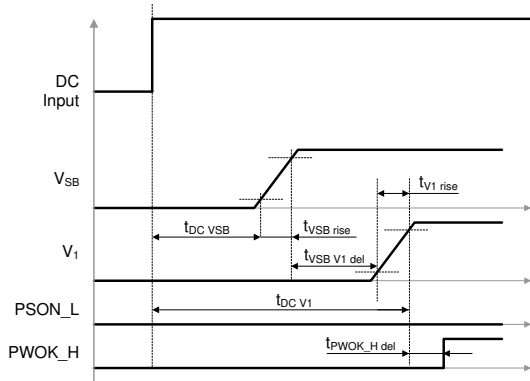 DC
Input
VSB
tV1 rise
tDC VSB
tVSB rise
V1
tVSB V1 del
tDC V1
PSON_L
tPWOK_H del
PWOK_H